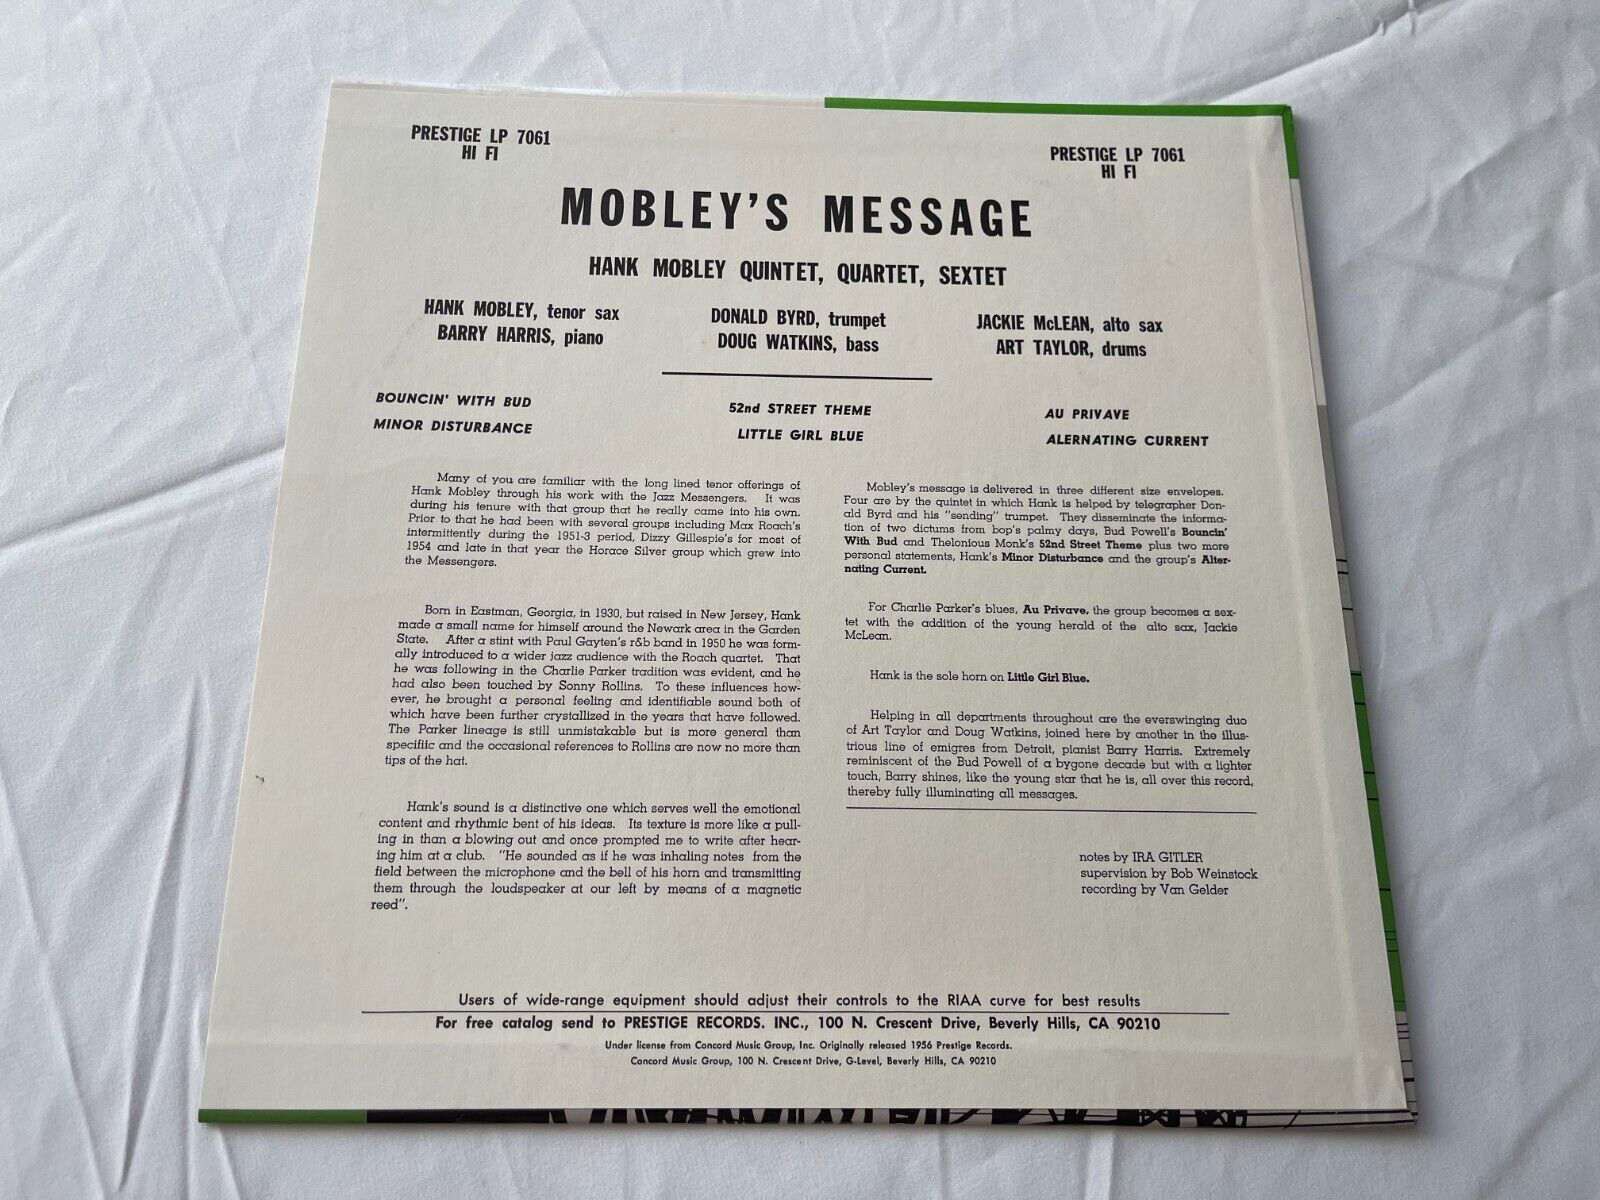 PRESTIGE LP 7061
HI FI
PRESTIGE LP 7061
HI FI
MOBLEY'S MESSAGE
HANK MOBLEY QUINTET, QUARTET, SEXTET
HANK MOBLEY, tenor sax
BARRY HARRIS, piano
DONALD BYRD, trumpet
DOUG WATKINS, bass
JACKIE McLEAN, alto sax
ART TAYLOR, drums
BOUNCIN' WITH BUD
MINOR DISTURBANCE
52nd STREET THEME
LITTLE GIRL BLUE
AU PRIVAVE
ALERNATING CURRENT
Many of you are familiar with the long lined tenor offerings of
Hank Mobley through his work with the Jazz Messengers. It was
during his tenure with that group that he really came into his own.
Prior to that he had been with several groups including Max Roach's
intermittently during the 1951-3 period, Dizzy Gillespie's for most of
1954 and late in that year the Horace Silver group which grew into
the Messengers.
Born in Eastman, Georgia, in 1930, but raised in New Jersey, Hank
made a small name for himself around the Newark area in the Garden
State. After a stint with Paul Gayten's r&b band in 1950 he was form-
ally introduced to a wider jazz audience with the Roach quartet. That
he was following in the Charlie Parker tradition was evident, and he
had also been touched by Sonny Rollins. To these influences how-
ever, he brought a personal feeling and identifiable sound both of
which have been further crystallized in the years that have followed.
The Parker lineage is still unmistakable but is more general than
specifiic and the occasional references to Rollins are now no more than
tips of the hat.
Hank's sound is a distinctive one which serves well the emotional
content and rhythmic bent of his ideas. Its texture is more like a pull-
ing in than a blowing out and once prompted me to write after hear-
ing him at a club. "He sounded as if he was inhaling notes from the
field between the microphone and the bell of his horn and transmitting
them through the loudspeaker at our left by means of a magnetic
reed".
Mobley's message is delivered in three different size envelopes.
Four are by the quintet in which Hank is helped by telegrapher Don-
ald Byrd and his "sending" trumpet. They disseminate the informa-
tion of two dictums from bop's palmy days, Bud Powell's Bouncin'
With Bud and Thelonious Monk's 52nd Street Theme plus two more
personal statements, Hank's Minor Disturbance and the group's Alter-
nating Current.
For Charlie Parker's blues, Au Privave, the group becomes a sex-
tet with the addition of the young herald of the alto sax, Jackie
McLean.
Hank is the sole horn on Little Girl Blue.
Helping in all departments throughout are the everswinging duo
of Art Taylor and Doug Watkins, joined here by another in the illus-
trious line of emigres from Detroit, pianist Barry Harris. Extremely
reminiscent of the Bud Powell of a bygone decade but with a lighter
touch, Barry shines, like the young star that he is, all over this record,
thereby fully illuminating all messages.
notes by IRA GITLER
supervision by Bob Weinstock
recording by Van Gelder
Users of wide-range equipment should adjust their controls to the RIAA curve for best results
For free catalog send to PRESTIGE RECORDS. INC., 100 N. Crescent Drive, Beverly Hills, CA 90210
Under license from Concord Music Group, Inc. Originally released 1956 Prestige Records.
Concord Music Group, 100 N. Crescent Drive, G-Level, Beverly Hills, CA 90210